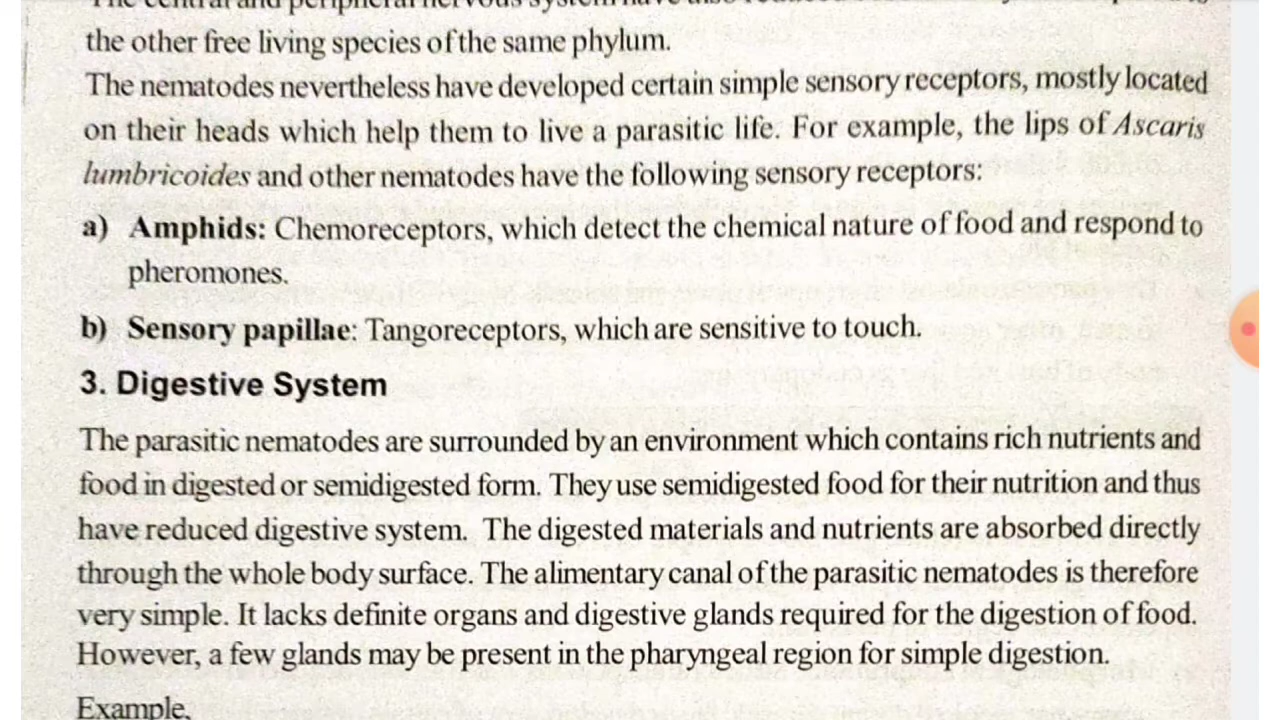 the other free living species of the same phylum.
The nematodes nevertheless have developed certain simple sensory receptors, mostly located
on their heads which help them to live a parasitic life. For example, the lips of Ascaris
lumbricoides and other nematodes have the following sensory receptors:
a) Amphids: Chemoreceptors, which detect the chemical nature of food and respond to
pheromones.
b) Sensory papillae: Tangoreceptors, which are sensitive to touch.
3. Digestive System
The parasitic nematodes are surrounded by an environment which contains rich nutrients and
food in digested or semidigested form. They use semidigested food for their nutrition and thus
have reduced digestive system. The digested materials and nutrients are absorbed directly
through the whole body surface. The alimentary canal of the parasitic nematodes is therefore
very simple. It lacks definite organs and digestive glands required for the digestion of food.
However, a few glands may be present in the pharyngeal region for simple digestion.
Example,